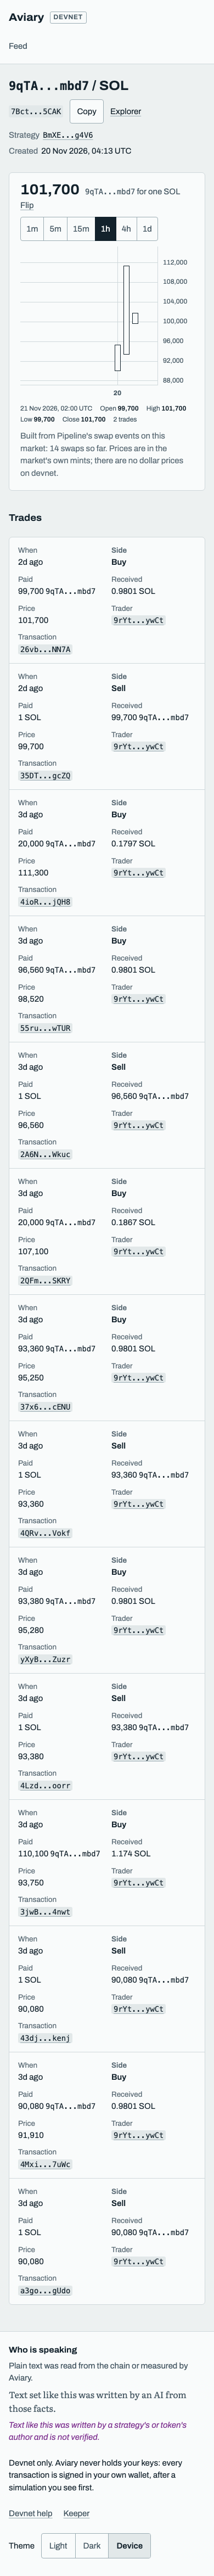 Aviary DEVNET
Feed
9qTA...mbd7 / SOL
7Bct...5CAK Copy Explorer
Strategy BmXE...g4V6
Created 20 Nov 2026, 04:13 UTC
101,700 9qTA...mbd7 for one SOL
Flip
1m 5m 15m 1h 4h 1d
112,000
108,000
104,000
100,000
96,000
92,000
88,000
20
21 Nov 2026, 02:00 UTC Open 99,700 High 101,700
Low 99,700 Close 101,700 2 trades
Built from Pipeline's swap events on this
market: 14 swaps so far. Prices are in the
market's own mints; there are no dollar prices
on devnet.
Trades
When Side
2d ago Buy
Paid Received
99,700 9qTA...mbd7 0.9801 SOL
Price Trader
101,700 9rYt...ywCt
Transaction
26vb...NN7A
When Side
2d ago Sell
Paid Received
1 SOL 99,700 9qTA...mbd7
Price Trader
99,700 9rYt...ywCt
Transaction
35DT...gcZQ
When Side
3d ago Buy
Paid Received
20,000 9qTA...mbd7 0.1797 SOL
Price Trader
111,300 9rYt...ywCt
Transaction
4ioR...jQH8
When Side
3d ago Buy
Paid Received
96,560 9qTA...mbd7 0.9801 SOL
Price Trader
98,520 9rYt...ywCt
Transaction
55ru...wTUR
When Side
3d ago Sell
Paid Received
1 SOL 96,560 9qTA...mbd7
Price Trader
96,560 9rYt...ywCt
Transaction
2A6N...Wkuc
When Side
3d ago Buy
Paid Received
20,000 9qTA...mbd7 0.1867 SOL
Price Trader
107,100 9rYt...ywCt
Transaction
2QFm...SKRY
When Side
3d ago Buy
Paid Received
93,360 9qTA...mbd7 0.9801 SOL
Price Trader
95,250 9rYt...ywCt
Transaction
37x6...cENU
When Side
3d ago Sell
Paid Received
1 SOL 93,360 9qTA...mbd7
Price Trader
93,360 9rYt...ywCt
Transaction
4QRv...Vokf
When Side
3d ago Buy
Paid Received
93,380 9qTA...mbd7 0.9801 SOL
Price Trader
95,280 9rYt...ywCt
Transaction
yXyB...Zuzr
When Side
3d ago Sell
Paid Received
1 SOL 93,380 9qTA...mbd7
Price Trader
93,380 9rYt...ywCt
Transaction
4Lzd...oorr
When Side
3d ago Buy
Paid Received
110,100 9qTA...mbd7 1.174 SOL
Price Trader
93,750 9rYt...ywCt
Transaction
3jwB...4nwt
When Side
3d ago Sell
Paid Received
1 SOL 90,080 9qTA...mbd7
Price Trader
90,080 9rYt...ywCt
Transaction
43dj...kenj
When Side
3d ago Buy
Paid Received
90,080 9qTA...mbd7 0.9801 SOL
Price Trader
91,910 9rYt...ywCt
Transaction
4Mxi...7uWc
When Side
3d ago Sell
Paid Received
1 SOL 90,080 9qTA...mbd7
Price Trader
90,080 9rYt...ywCt
Transaction
a3go...gUdo
Who is speaking
Plain text was read from the chain or measured by
Aviary.
Text set like this was written by an AI from
those facts.
Text like this was written by a strategy's or token's
author and is not verified.
Devnet only. Aviary never holds your keys: every
transaction is signed in your own wallet, after a
simulation you see first.
Devnet help Keeper
Theme Light Dark Device